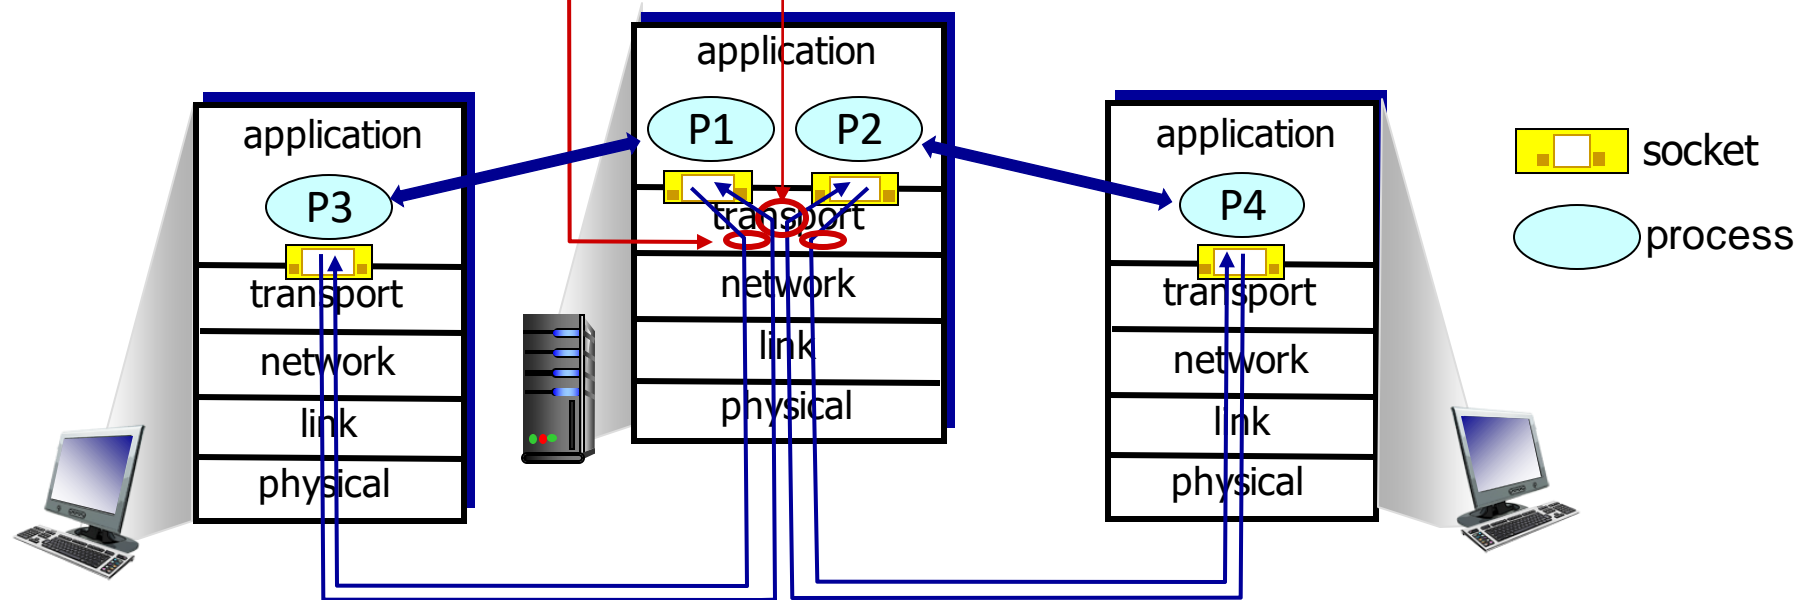 application
P3
transport
network
link
physical
application
P1
P2
transport
network
link
physical
application
P4
transport
network
link
physical
socket
process